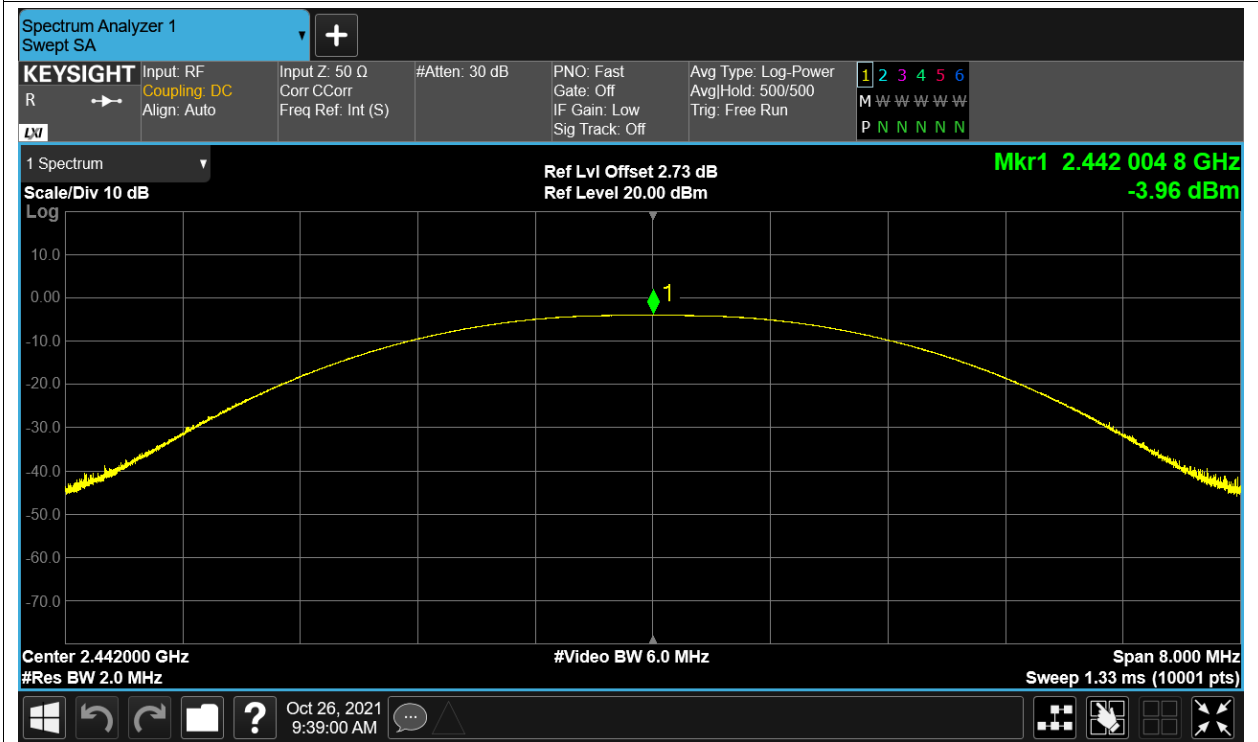 Spectrum Analyzer 1
Swept SA
+
KEYSIGHT
R
LXI
Input: RF
Coupling: DC
Align: Auto
Input Z: 50 Ω
Corr CCorr
Freq Ref: Int (S)
#Atten: 30 dB
PNO: Fast
Gate: Off
IF Gain: Low
Sig Track: Off
Avg Type: Log-Power
Avg|Hold: 500/500
Trig: Free Run
1 2 3 4 5 6
M W W W W W
P N N N N N
1 Spectrum
Scale/Div 10 dB
Log
Ref Lvl Offset 2.73 dB
Ref Level 20.00 dBm
Mkr1 2.442 004 8 GHz
-3.96 dBm
10.0
0.00
-10.0
-20.0
-30.0
-40.0
-50.0
-60.0
-70.0
1
Center 2.442000 GHz
#Res BW 2.0 MHz
#Video BW 6.0 MHz
Span 8.000 MHz
Sweep 1.33 ms (10001 pts)
?
Oct 26, 2021
9:39:00 AM